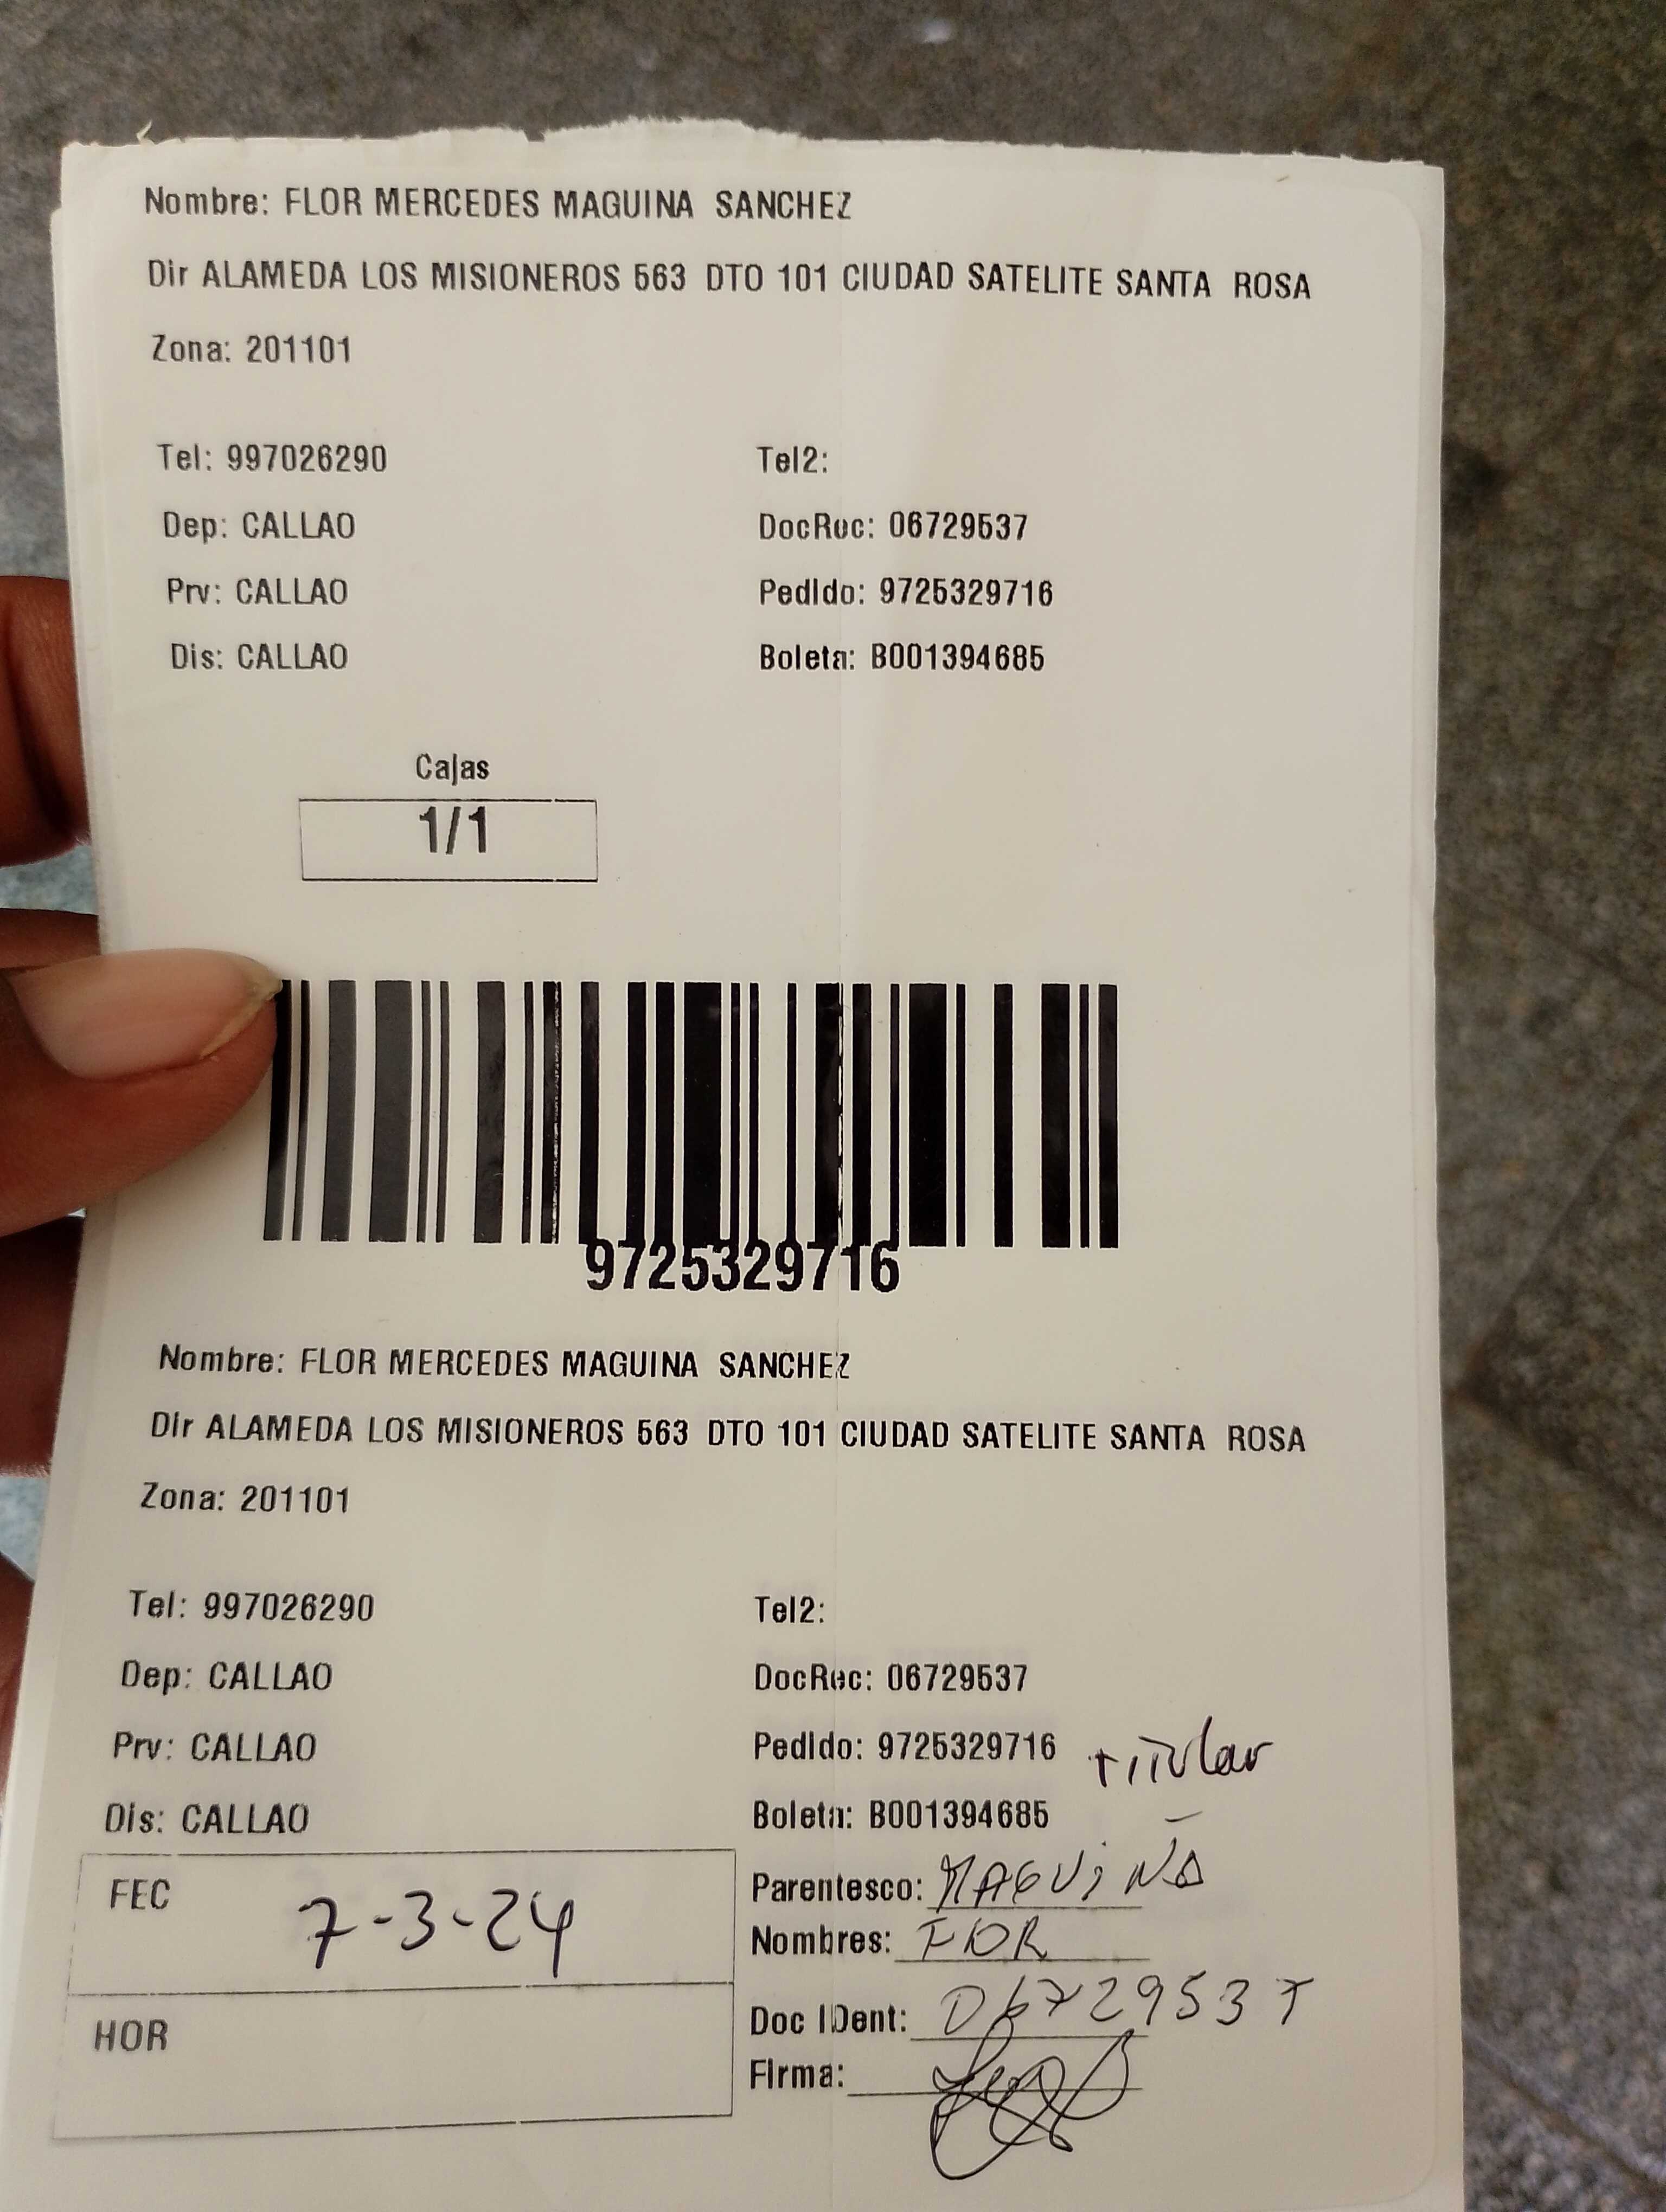 Nombre: FLOR MERCEDES MAGUINA SANCHEZ
Dir ALAMEDA LOS MISIONEROS 563 DTO 101 CIUDAD SATELITE SANTA ROSA
Zona: 201101
Tel: 997026290 Tel2:
Dep: CALLAO DocRec: 06729537
Prv: CALLAO Pedido: 9725329716
Dis: CALLAO Boleta: B001394685
Cajas
1/1
9725329716
Nombre: FLOR MERCEDES MAGUINA SANCHEZ
Dir ALAMEDA LOS MISIONEROS 563 DTO 101 CIUDAD SATELITE SANTA ROSA
Zona: 201101
Tel: 997026290 Tel2:
Dep: CALLAO DocRec: 06729537
Prv: CALLAO Pedido: 9725329716 titular
Dis: CALLAO Boleta: B001394685
FEC 7-3-24 Parentesco: MAGUIÑA
Nombres: FLOR
HOR Doc IDent: 06729537
Firma: